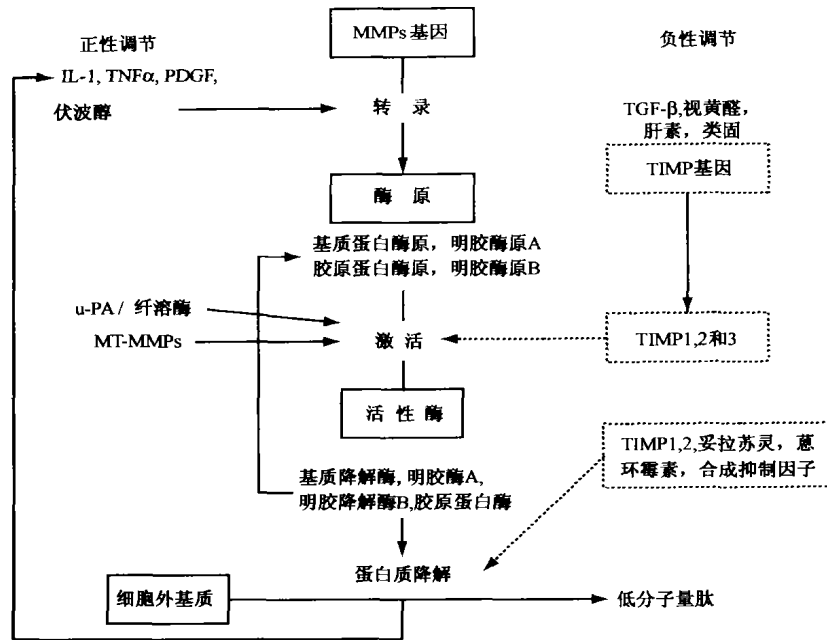 MMPs基因
正性调节
负性调节
IL-1, TNFα, PDGF,
伏波醇
转 录
TGF-β,视黄醛，
肝素，类固
TIMP基因
酶 原
基质蛋白酶原，明胶酶原A
胶原蛋白酶原，明胶酶原B
u-PA / 纤溶酶
MT-MMPs
激 活
TIMP1,2和3
活 性 酶
TIMP1,2,妥拉苏灵，蒽
环霉素，合成抑制因子
基质降解酶, 明胶酶A,
明胶降解酶B,胶原蛋白酶
蛋白质降解
细胞外基质
低分子量肽